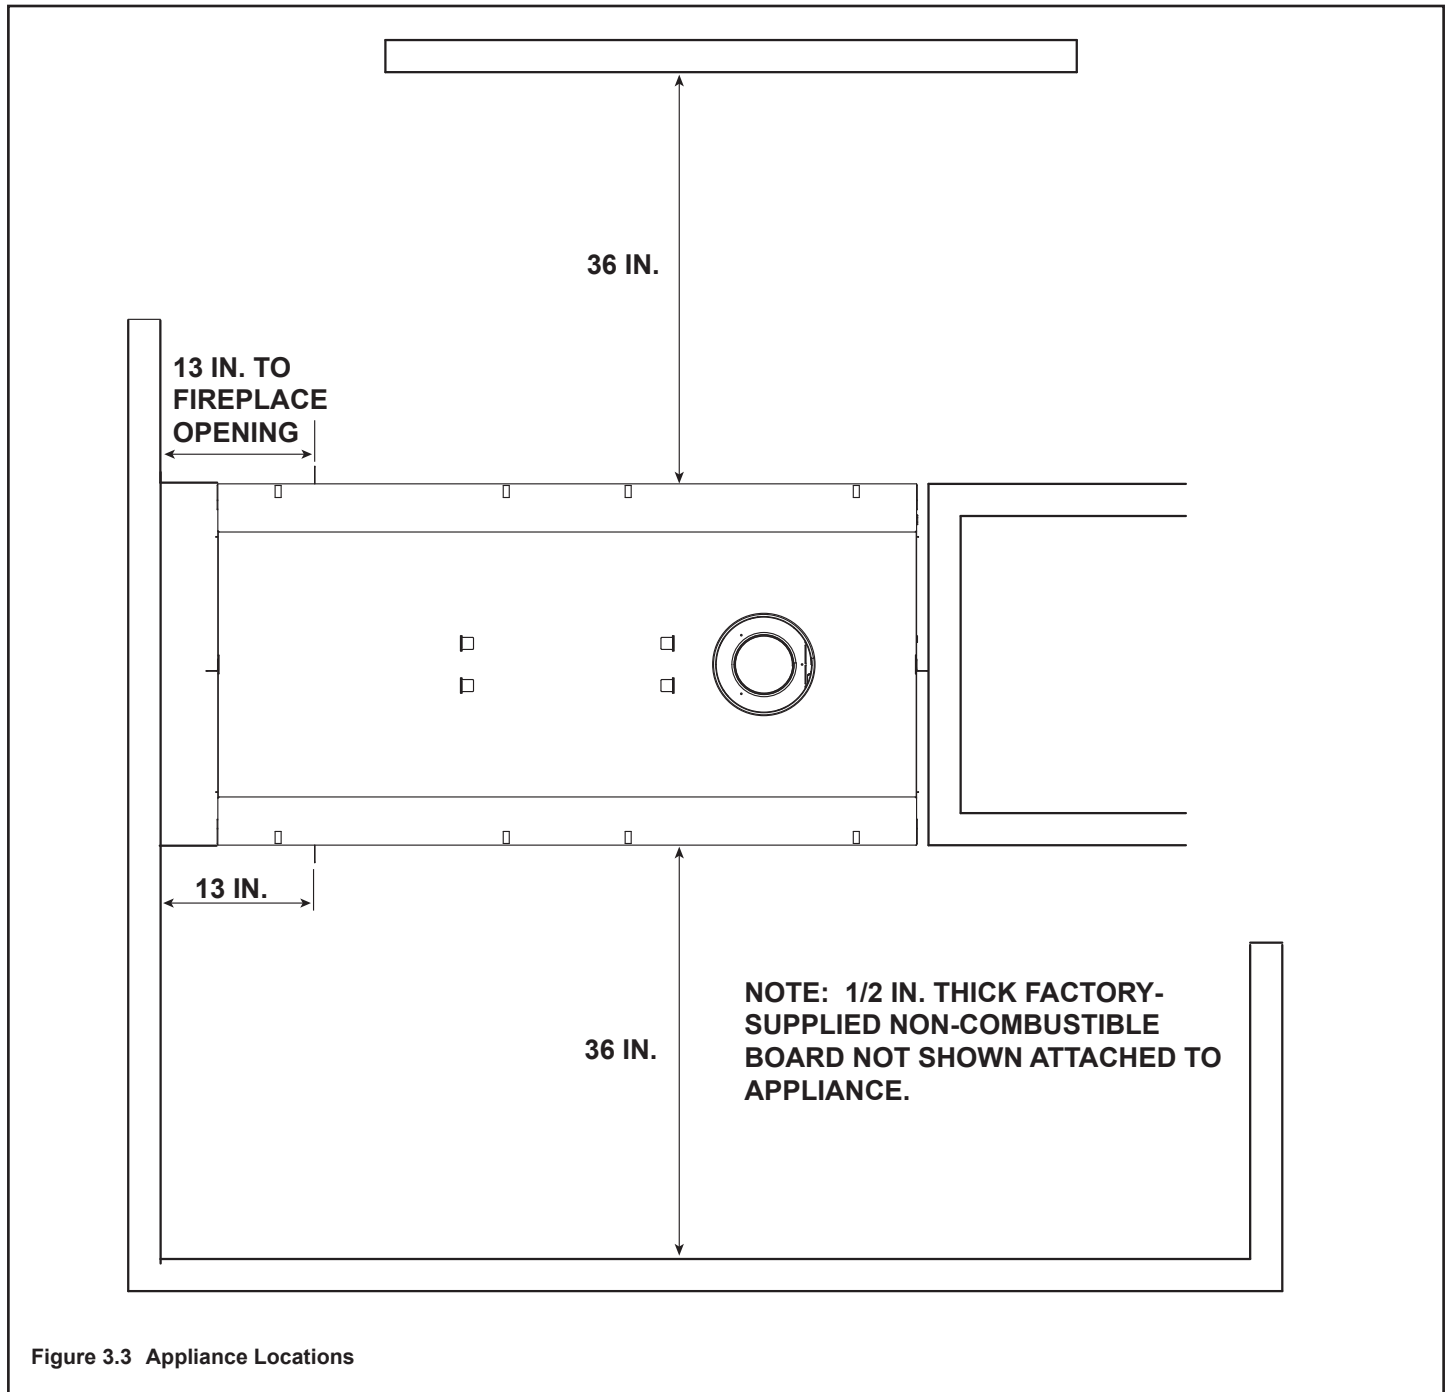 36 IN.
13 IN. TO
FIREPLACE
OPENING
13 IN.
36 IN.
NOTE:  1/2 IN. THICK FACTORY-
SUPPLIED NON-COMBUSTIBLE
BOARD NOT SHOWN ATTACHED TO
APPLIANCE.
Figure 3.3  Appliance Locations